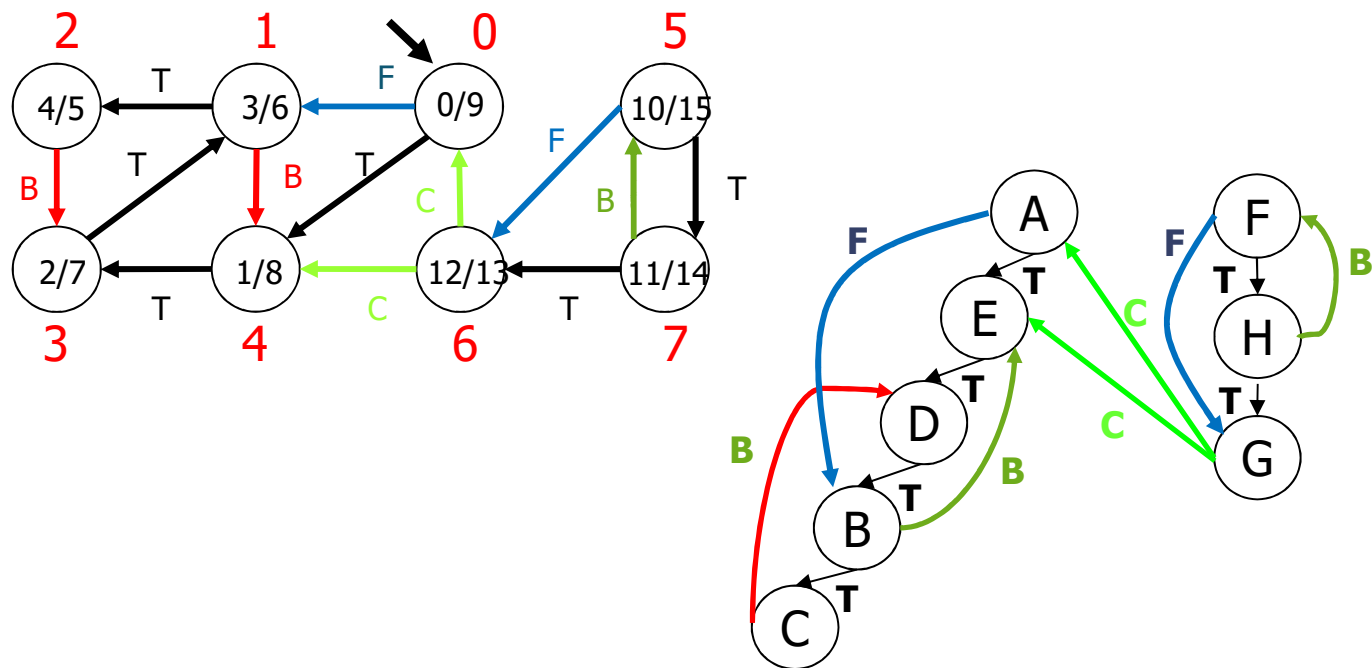 2 1 0 5
T F
4/5 3/6 0/9 10/15
F
B T B T C B T
2/7 1/8 12/13 11/14
T C T
3 4 6 7
A F
F F
T T B
E H
C
T T
D C G
B B
T
B
T
C